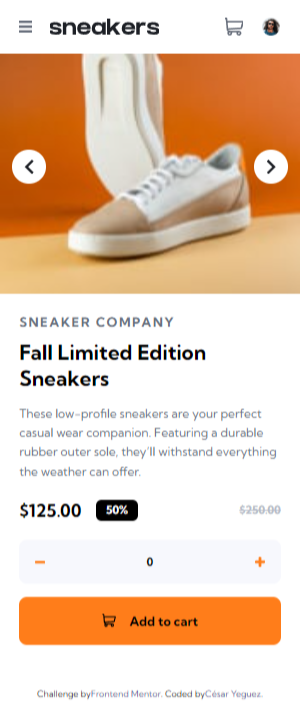 sneakers
SNEAKER COMPANY
Fall Limited Edition
Sneakers
These low-profile sneakers are your perfect
casual wear companion. Featuring a durable
rubber outer sole, they'll withstand everything
the weather can offer.
$125.00 50% $250.00
− 0 +
Add to cart
Challenge byFrontend Mentor. Coded byCésar Yeguez.